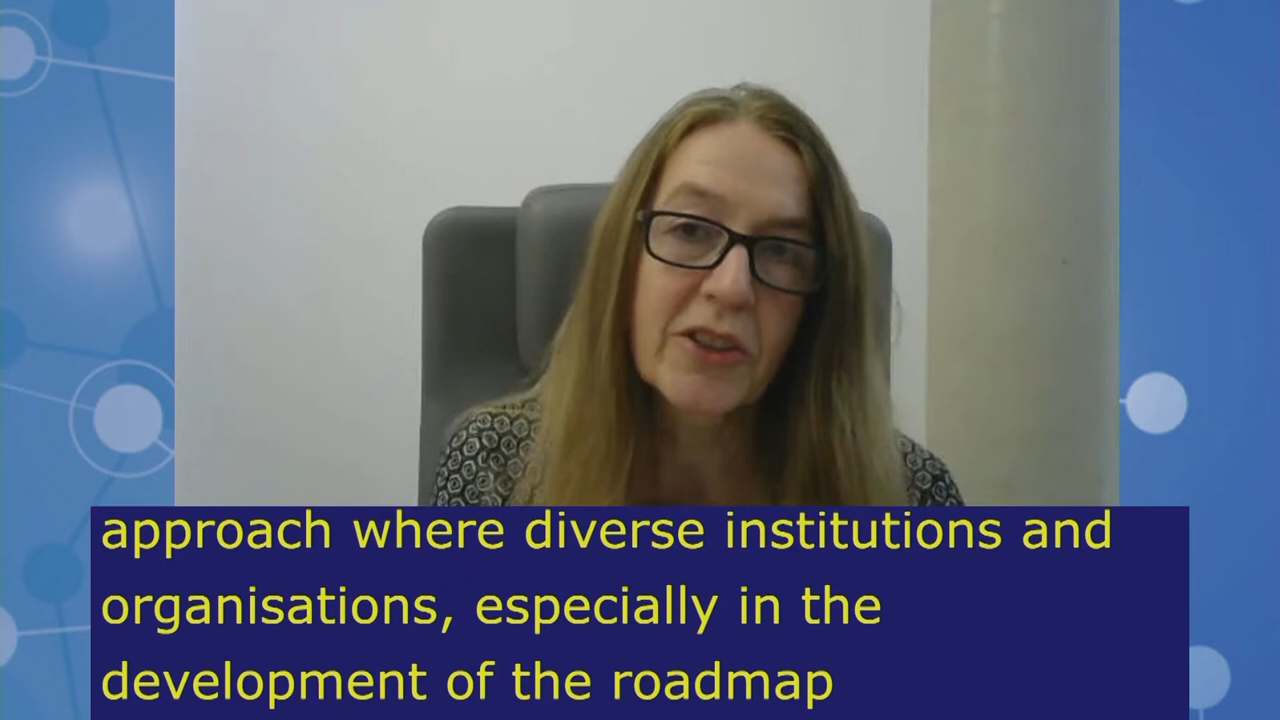 approach where diverse institutions and
organisations, especially in the
development of the roadmap